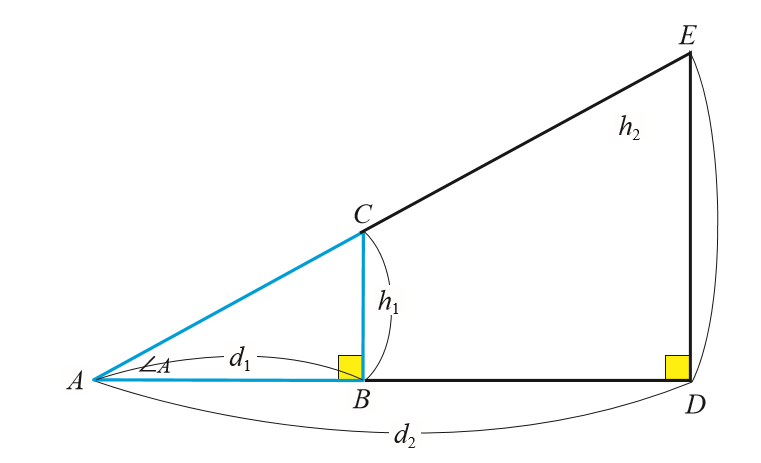 E
h₂
C
h₁
d₁
∠A
A
B
D
d₂